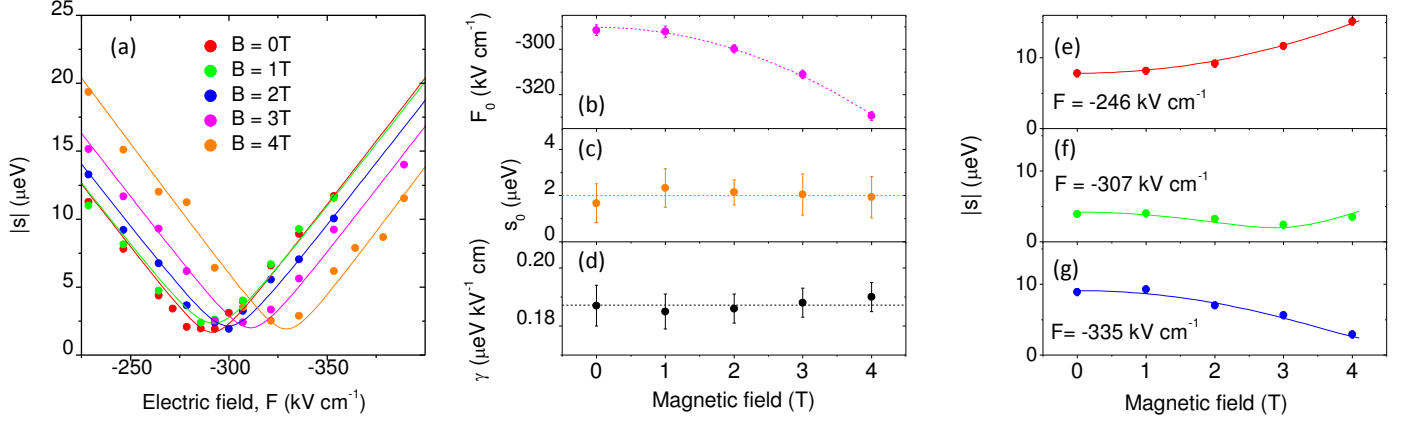 (a)
B = 0T
B = 1T
B = 2T
B = 3T
B = 4T
25
20
15
10
5
0
|s| (μeV)
-250 -300 -350
Electric field, F (kV cm⁻¹)
(b)
-290
-320
F₀ (kV cm⁻¹)
(c)
4
2
0
s₀ (μeV)
(d)
0.20
0.18
γ (μeV kV⁻¹ cm)
0 1 2 3 4
Magnetic field (T)
(e)
10
0
F = -246 kV cm⁻¹
(f)
10
0
F = -307 kV cm⁻¹
|s| (μeV)
(g)
10
0
F= -335 kV cm⁻¹
0 1 2 3 4
Magnetic field (T)